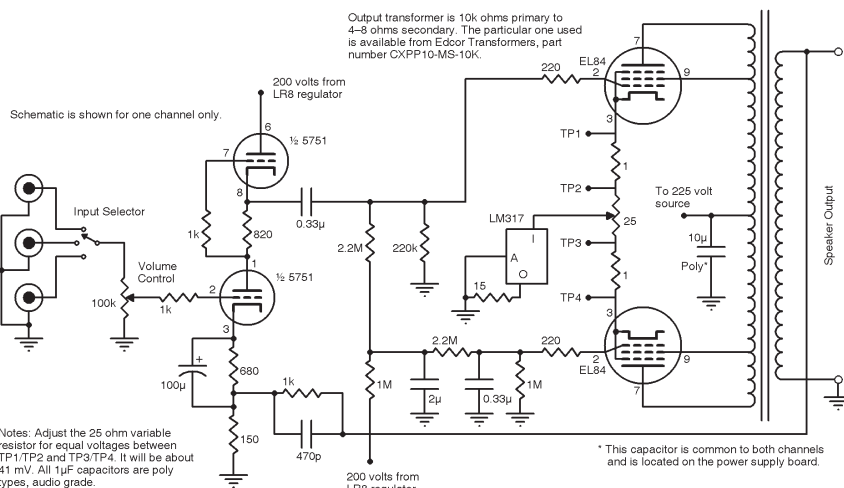 Output transformer is 10k ohms primary to
4–8 ohms secondary. The particular one used
is available from Edcor Transformers, part
number CXPP10-MS-10K.
200 volts from
LR8 regulator
Schematic is shown for one channel only.
6
½ 5751
7
8
220
EL84
7
2
9
3
TP1
1
TP2
Input Selector
1k
820
0.33µ
2.2M
220k
LM317
I
A
O
15
25
To 225 volt
source
10µ
Poly*
Speaker Output
TP3
1
TP4
Volume
Control
100k
1k
1
½ 5751
2
3
3
2.2M
220
2
EL84
9
7
100µ
+
680
1k
1M
2µ
0.33µ
1M
150
470p
Notes: Adjust the 25 ohm variable
resistor for equal voltages between
TP1/TP2 and TP3/TP4. It will be about
41 mV. All 1µF capacitors are poly
types, audio grade.
200 volts from
LR8 regulator
* This capacitor is common to both channels
and is located on the power supply board.